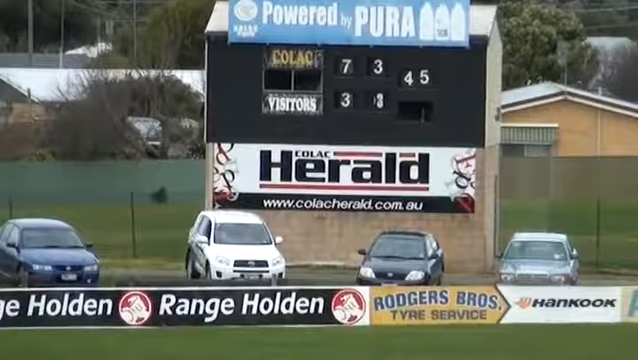 Powered by PURA
COLAC
7 3 45
VISITORS
3 3
COLAC
Herald
www.colacherald.com.au
Range Holden Range Holden
RODGERS BROS.
TYRE SERVICE
HANKOOK